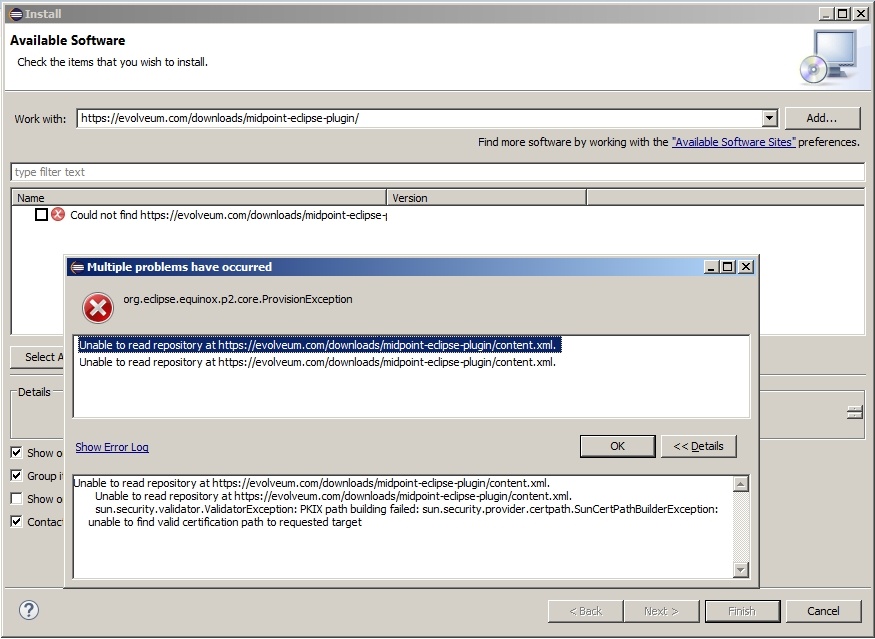 Install
Available Software
Check the items that you wish to install.
Work with:
https://evolveum.com/downloads/midpoint-eclipse-plugin/
Add...
Find more software by working with the "Available Software Sites" preferences.
type filter text
Name
Version
Could not find https://evolveum.com/downloads/midpoint-eclipse-p
Multiple problems have occurred
org.eclipse.equinox.p2.core.ProvisionException
Unable to read repository at https://evolveum.com/downloads/midpoint-eclipse-plugin/content.xml.
Unable to read repository at https://evolveum.com/downloads/midpoint-eclipse-plugin/content.xml.
Select A
Details
Show Error Log
OK
<< Details
Show o
Group it
Show o
Contac
Unable to read repository at https://evolveum.com/downloads/midpoint-eclipse-plugin/content.xml.
Unable to read repository at https://evolveum.com/downloads/midpoint-eclipse-plugin/content.xml.
sun.security.validator.ValidatorException: PKIX path building failed: sun.security.provider.certpath.SunCertPathBuilderException:
unable to find valid certification path to requested target
?
< Back
Next >
Finish
Cancel